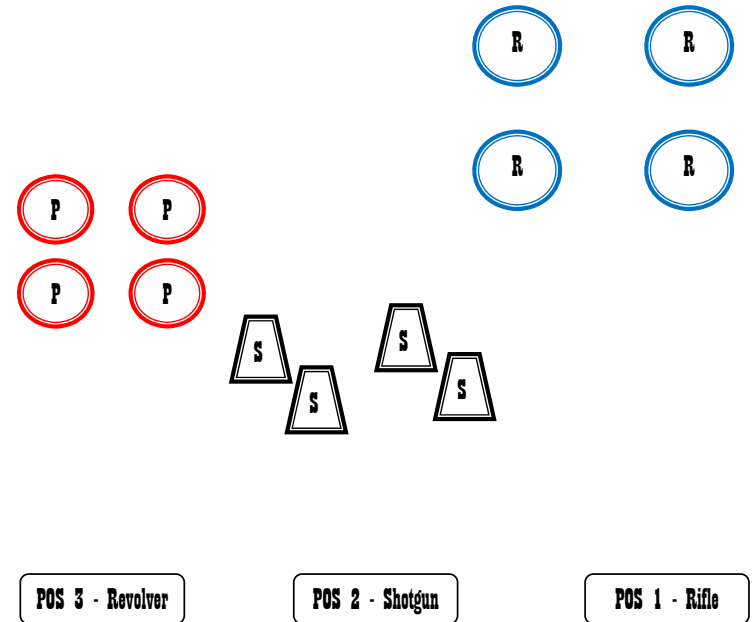 R R
R R
P P
P P
S S
S S
POS 3 - Revolver POS 2 - Shotgun POS 1 - Rifle